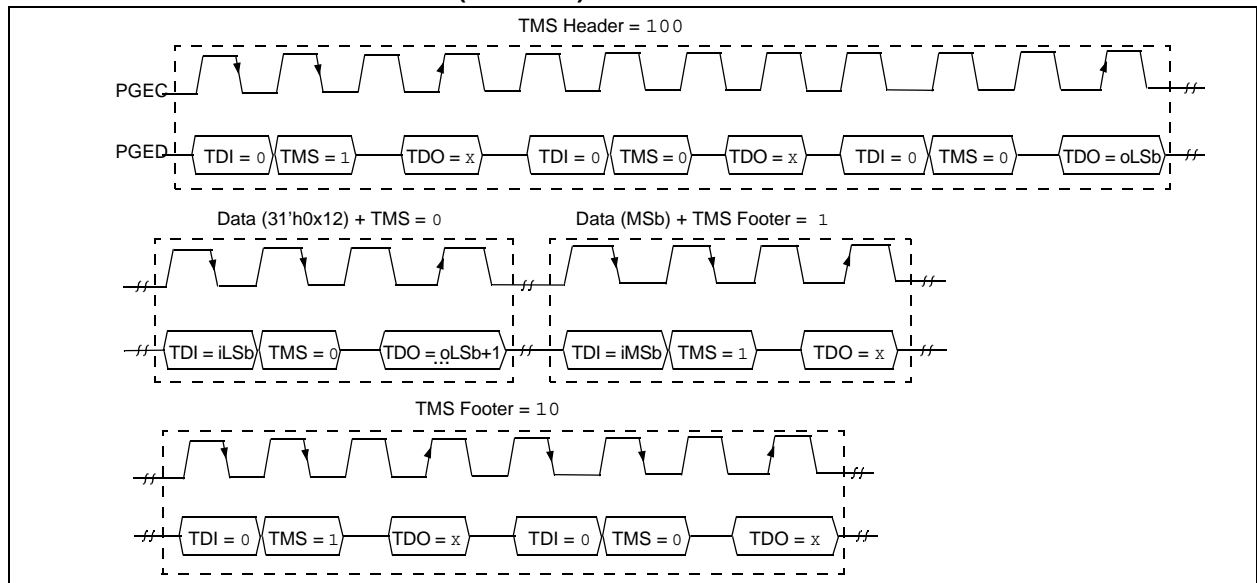 TMS Header = 100
PGEC
PGED
TDI = 0 TMS = 1 TDO = x TDI = 0 TMS = 0 TDO = x TDI = 0 TMS = 0 TDO = oLSb
Data (31'h0x12) + TMS = 0 Data (MSb) + TMS Footer = 1
TDI = iLSb TMS = 0 TDO = oLSb+1 TDI = iMSb TMS = 1 TDO = x
...
TMS Footer = 10
TDI = 0 TMS = 1 TDO = x TDI = 0 TMS = 0 TDO = x